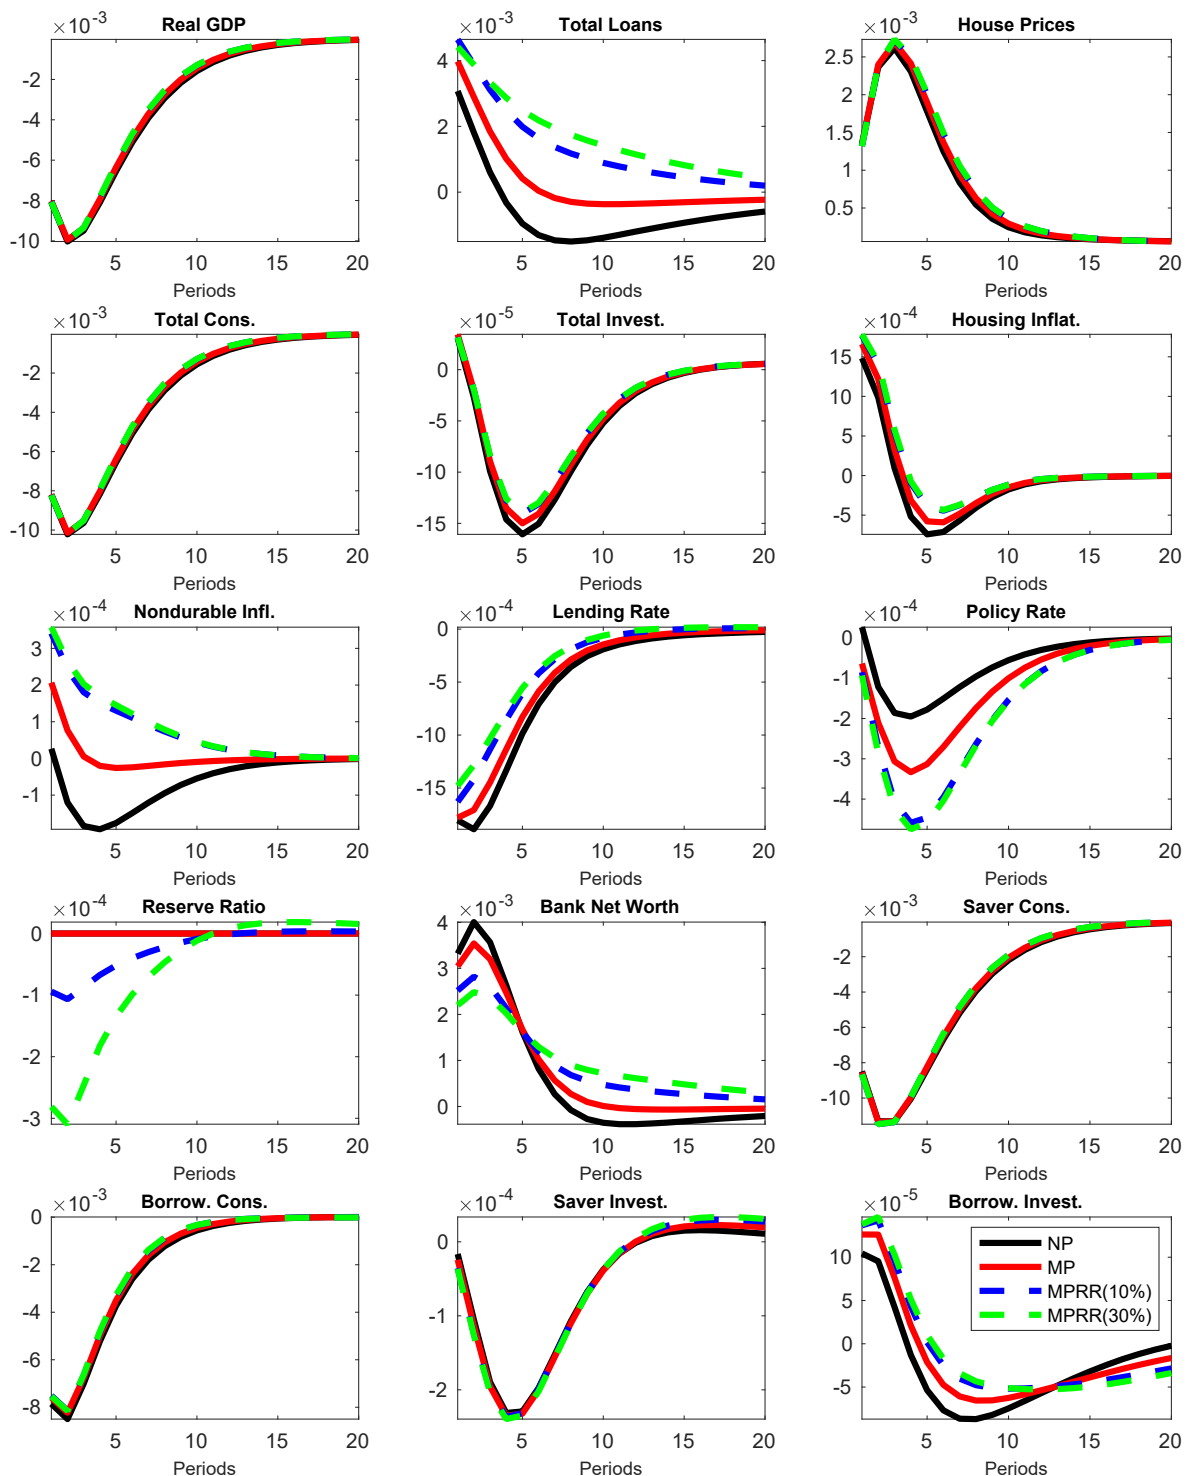 ×10⁻³ Real GDP
-2
-4
-6
-8
-10
5 10 15 20
Periods
×10⁻³ Total Loans
4
2
0
5 10 15 20
Periods
×10⁻³ House Prices
2.5
2
1.5
1
0.5
5 10 15 20
Periods
×10⁻³ Total Cons.
-2
-4
-6
-8
-10
5 10 15 20
Periods
×10⁻⁵ Total Invest.
0
-5
-10
-15
5 10 15 20
Periods
×10⁻⁴ Housing Inflat.
15
10
5
0
-5
5 10 15 20
Periods
×10⁻⁴ Nondurable Infl.
3
2
1
0
-1
5 10 15 20
Periods
×10⁻⁴ Lending Rate
0
-5
-10
-15
5 10 15 20
Periods
×10⁻⁴ Policy Rate
0
-1
-2
-3
-4
5 10 15 20
Periods
×10⁻⁴ Reserve Ratio
0
-1
-2
-3
5 10 15 20
Periods
×10⁻³ Bank Net Worth
4
3
2
1
0
5 10 15 20
Periods
×10⁻³ Saver Cons.
-2
-4
-6
-8
-10
5 10 15 20
Periods
×10⁻³ Borrow. Cons.
0
-2
-4
-6
-8
5 10 15 20
Periods
×10⁻⁴ Saver Invest.
0
-1
-2
5 10 15 20
Periods
×10⁻⁵ Borrow. Invest.
10
5
0
-5
5 10 15 20
Periods
NP
MP
MPRR(10%)
MPRR(30%)